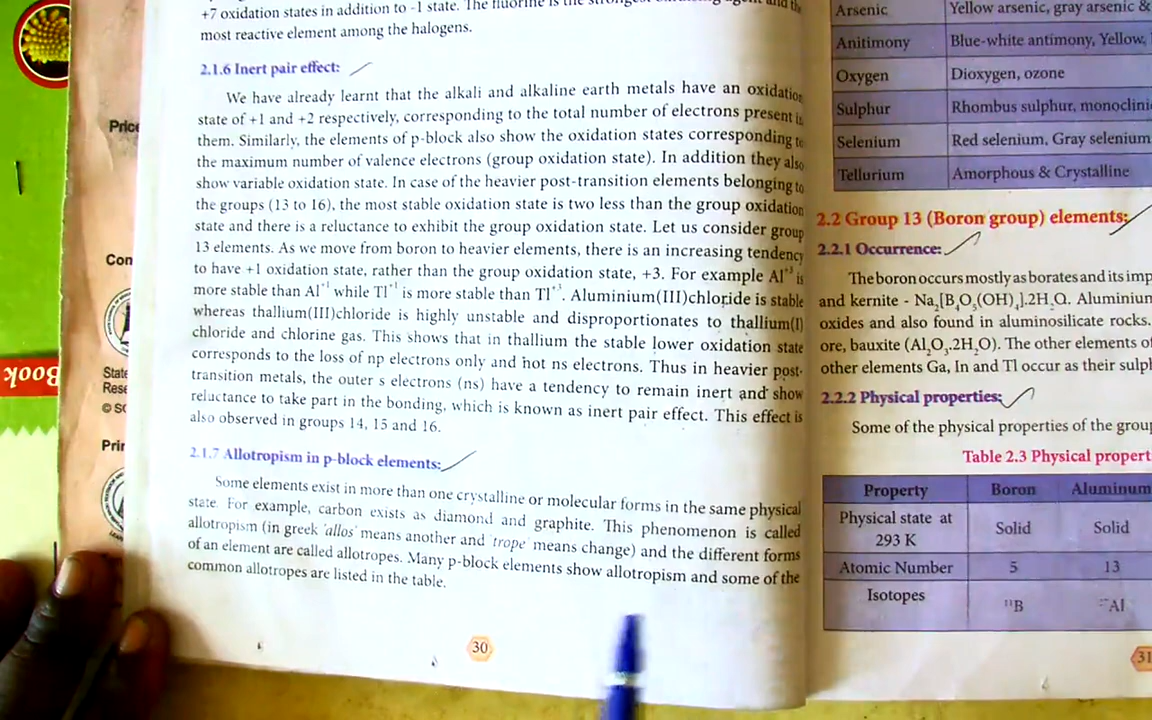 +7 oxidation states in addition to -1 state. The fluorine is the strongest
most reactive element among the halogens.
2.1.6 Inert pair effect:
We have already learnt that the alkali and alkaline earth metals have an oxidation
state of +1 and +2 respectively, corresponding to the total number of electrons present in
them. Similarly, the elements of p-block also show the oxidation states corresponding to
the maximum number of valence electrons (group oxidation state). In addition they also
show variable oxidation state. In case of the heavier post-transition elements belonging to
the groups (13 to 16), the most stable oxidation state is two less than the group oxidation
state and there is a reluctance to exhibit the group oxidation state. Let us consider group
13 elements. As we move from boron to heavier elements, there is an increasing tendency
to have +1 oxidation state, rather than the group oxidation state, +3. For example Al⁺³ is
more stable than Al⁺¹ while Tl⁺¹ is more stable than Tl⁺³. Aluminium(III)chloride is stable
whereas thallium(III)chloride is highly unstable and disproportionates to thallium(I)
chloride and chlorine gas. This shows that in thallium the stable lower oxidation state
corresponds to the loss of np electrons only and not ns electrons. Thus in heavier post-
transition metals, the outer s electrons (ns) have a tendency to remain inert and show
reluctance to take part in the bonding, which is known as inert pair effect. This effect is
also observed in groups 14, 15 and 16.
2.1.7 Allotropism in p-block elements:
Some elements exist in more than one crystalline or molecular forms in the same physical
state. For example, carbon exists as diamond and graphite. This phenomenon is called
allotropism (in greek 'allos' means another and 'trope' means change) and the different forms
of an element are called allotropes. Many p-block elements show allotropism and some of the
common allotropes are listed in the table.
30
Arsenic Yellow arsenic, gray arsenic &
Anitimony Blue-white antimony, Yellow,
Oxygen Dioxygen, ozone
Sulphur Rhombus sulphur,
Selenium Red selenium, Gray selenium
Tellurium Amorphous & Crystalline
2.2 Group 13 (Boron group) elements:
2.2.1 Occurrence:
The boron occurs mostly as borates and its
and kernite - Na₂[B₄O₅(OH)₄].2H₂O.
oxides and also found in aluminosilicate rocks.
ore, bauxite (Al₂O₃.2H₂O). The other elements
other elements Ga, In and Tl occur as their
2.2.2 Physical properties:
Some of the physical properties of the
Table 2.3 Physical
Property Boron Aluminum
Physical state at
293 K Solid Solid
Atomic Number 5 13
Isotopes ¹¹B ²⁷Al
31
Book